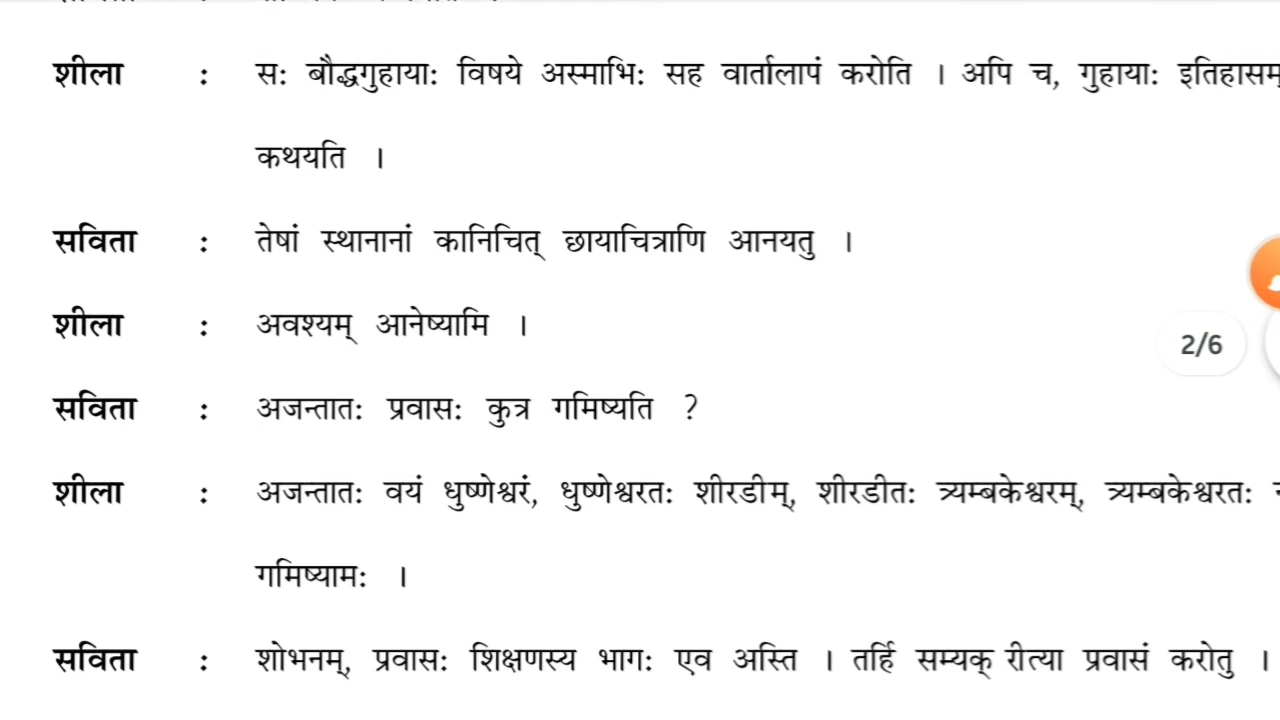 शीला : सः बौद्धगुहायाः विषये अस्माभिः सह वार्तालापं करोति । अपि च, गुहायाः इतिहासम्
कथयति ।
सविता : तेषां स्थानानां कानिचित् छायाचित्राणि आनयतु ।
शीला : अवश्यम् आनेष्यामि ।
2/6
सविता : अजन्तातः प्रवासः कुत्र गमिष्यति ?
शीला : अजन्तातः वयं धुष्णेश्वरं, धुष्णेश्वरतः शीरडीम्, शीरडीतः त्र्यम्बकेश्वरम्, त्र्यम्बकेश्वरतः
गमिष्यामः ।
सविता : शोभनम्, प्रवासः शिक्षणस्य भागः एव अस्ति । तर्हि सम्यक् रीत्या प्रवासं करोतु ।